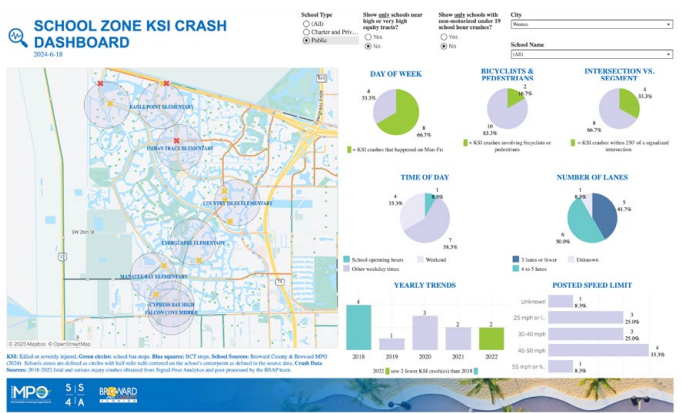 SCHOOL ZONE KSI CRASH
DASHBOARD
2024-6-18
School Type
(All)
Charter and Priv...
Public
Show only schools near
high or very high
equity tracts?
Yes
No
Show only schools with
non-motorized under 19
school hour crashes?
Yes
No
City
Weston
School Name
(All)
EAGLE POINT ELEMENTARY
INDIAN TRACE ELEMENTARY
COUNTRY ISLES ELEMENTARY
EVERGLADES ELEMENTARY
MANATEE BAY ELEMENTARY
CYPRESS BAY HIGH
FALCON COVE MIDDLE
SW 26th St
© 2025 Mapbox © OpenStreetMap
DAY OF WEEK
4
33.3%
8
66.7%
= KSI crashes that happened on Mon-Fri
BICYCLISTS &
PEDESTRIANS
2
16.7%
10
83.3%
= KSI crashes involving bicyclists or
pedestrians
INTERSECTION VS.
SEGMENT
4
33.3%
8
66.7%
= KSI crashes within 250' of a signalized
intersection
TIME OF DAY
4
33.3%
1
8.3%
7
58.3%
School operating hours
Weekend
Other weekday times
NUMBER OF LANES
1
8.3%
5
41.7%
6
50.0%
3 lanes or fewer
Unknown
4 to 5 lanes
YEARLY TRENDS
4
1
3
2
2
2018
2019
2020
2021
2022
2022 saw 2 fewer KSI crash(es) than 2018
POSTED SPEED LIMIT
Unknown
1
8.3%
25 mph or l..
3
25.0%
30-40 mph
3
25.0%
45-50 mph
4
33.3%
55 mph or h..
1
8.3%
KSI: Killed or severely injured. Green circles: school bus stops. Blue squares: BCT stops. School Sources: Broward County & Broward MPO
(2024). Schools zones are defined as circles with half-mile radii centered on the school's centerpoint as defined in the source data. Crash Data
Sources: 2018-2022 fatal and serious injury crashes obtained from Signal Four Analytics and post-processed by the BSAP team.
MPO
S S
4 A
BROWARD
FLORIDA